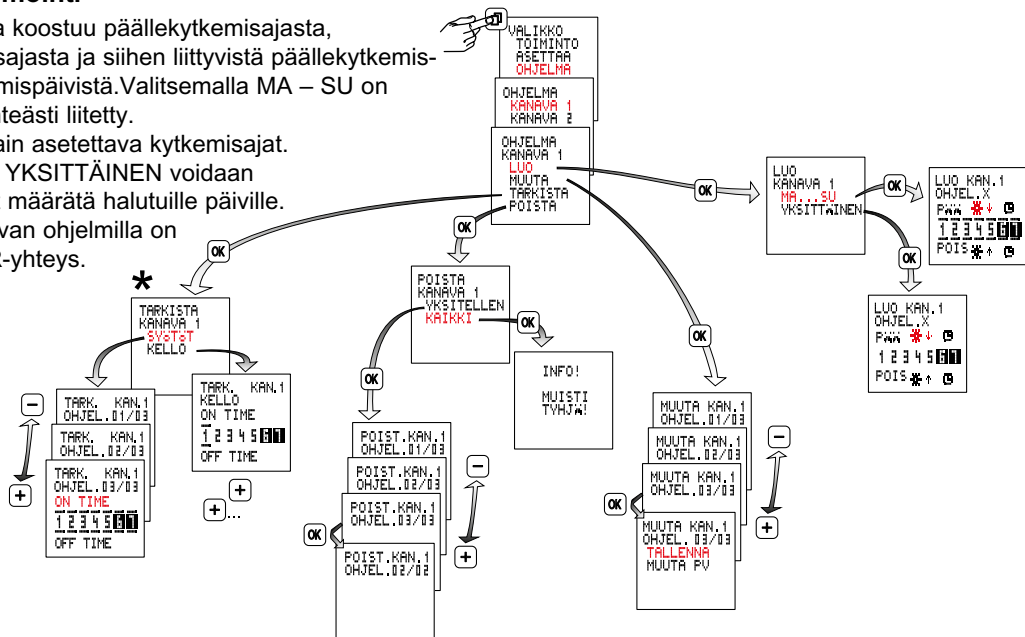 a koostuu päällekytkemisajasta,
sajasta ja siihen liittyvistä päällekytkemis-
mispäivistä.Valitsemalla MA – SU on
nteästi liitetty.
ain asetettava kytkemisajat.
YKSITTÄINEN voidaan
määrätä halutuille päiville.
van ohjelmilla on
R-yhteys.
VALIKKO
TOIMINTO
ASETTAA
OHJELMA
OHJELMA
KANAVA 1
KANAVA 2
OHJELMA
KANAVA 1
LUO
MUUTA
TARKISTA
POISTA
OK
OK
OK
OK
LUO
KANAVA 1
MA...SU
YKSITTÄINEN
OK
OK
LUO KAN.1
OHJEL.X
PÄÄ
1 2 3 4 5 6 7
POIS
LUO KAN.1
OHJEL.X
PÄÄ
1 2 3 4 5 6 7
POIS
*
TARKISTA
KANAVA 1
SYÖTÖT
KELLO
POISTA
KANAVA 1
YKSITELLEN
KAIKKI
OK
OK
INFO!
MUISTI
TYHJÄ!
TARK. KAN.1
OHJEL.01/03
TARK. KAN.1
OHJEL.02/03
TARK. KAN.1
OHJEL.03/03
ON TIME
1 2 3 4 5 6 7
OFF TIME
−
+
TARK. KAN.1
KELLO
ON TIME
1 2 3 4 5 6 7
OFF TIME
+
+...
POIST.KAN.1
OHJEL.01/03
POIST.KAN.1
OHJEL.02/03
POIST.KAN.1
OHJEL.03/03
OK
POIST.KAN.1
OHJEL.02/02
−
+
MUUTA KAN.1
OHJEL.01/03
MUUTA KAN.1
OHJEL.02/03
MUUTA KAN.1
OHJEL.03/03
OK
MUUTA KAN.1
OHJEL.03/03
TALLENNA
MUUTA PV
−
+